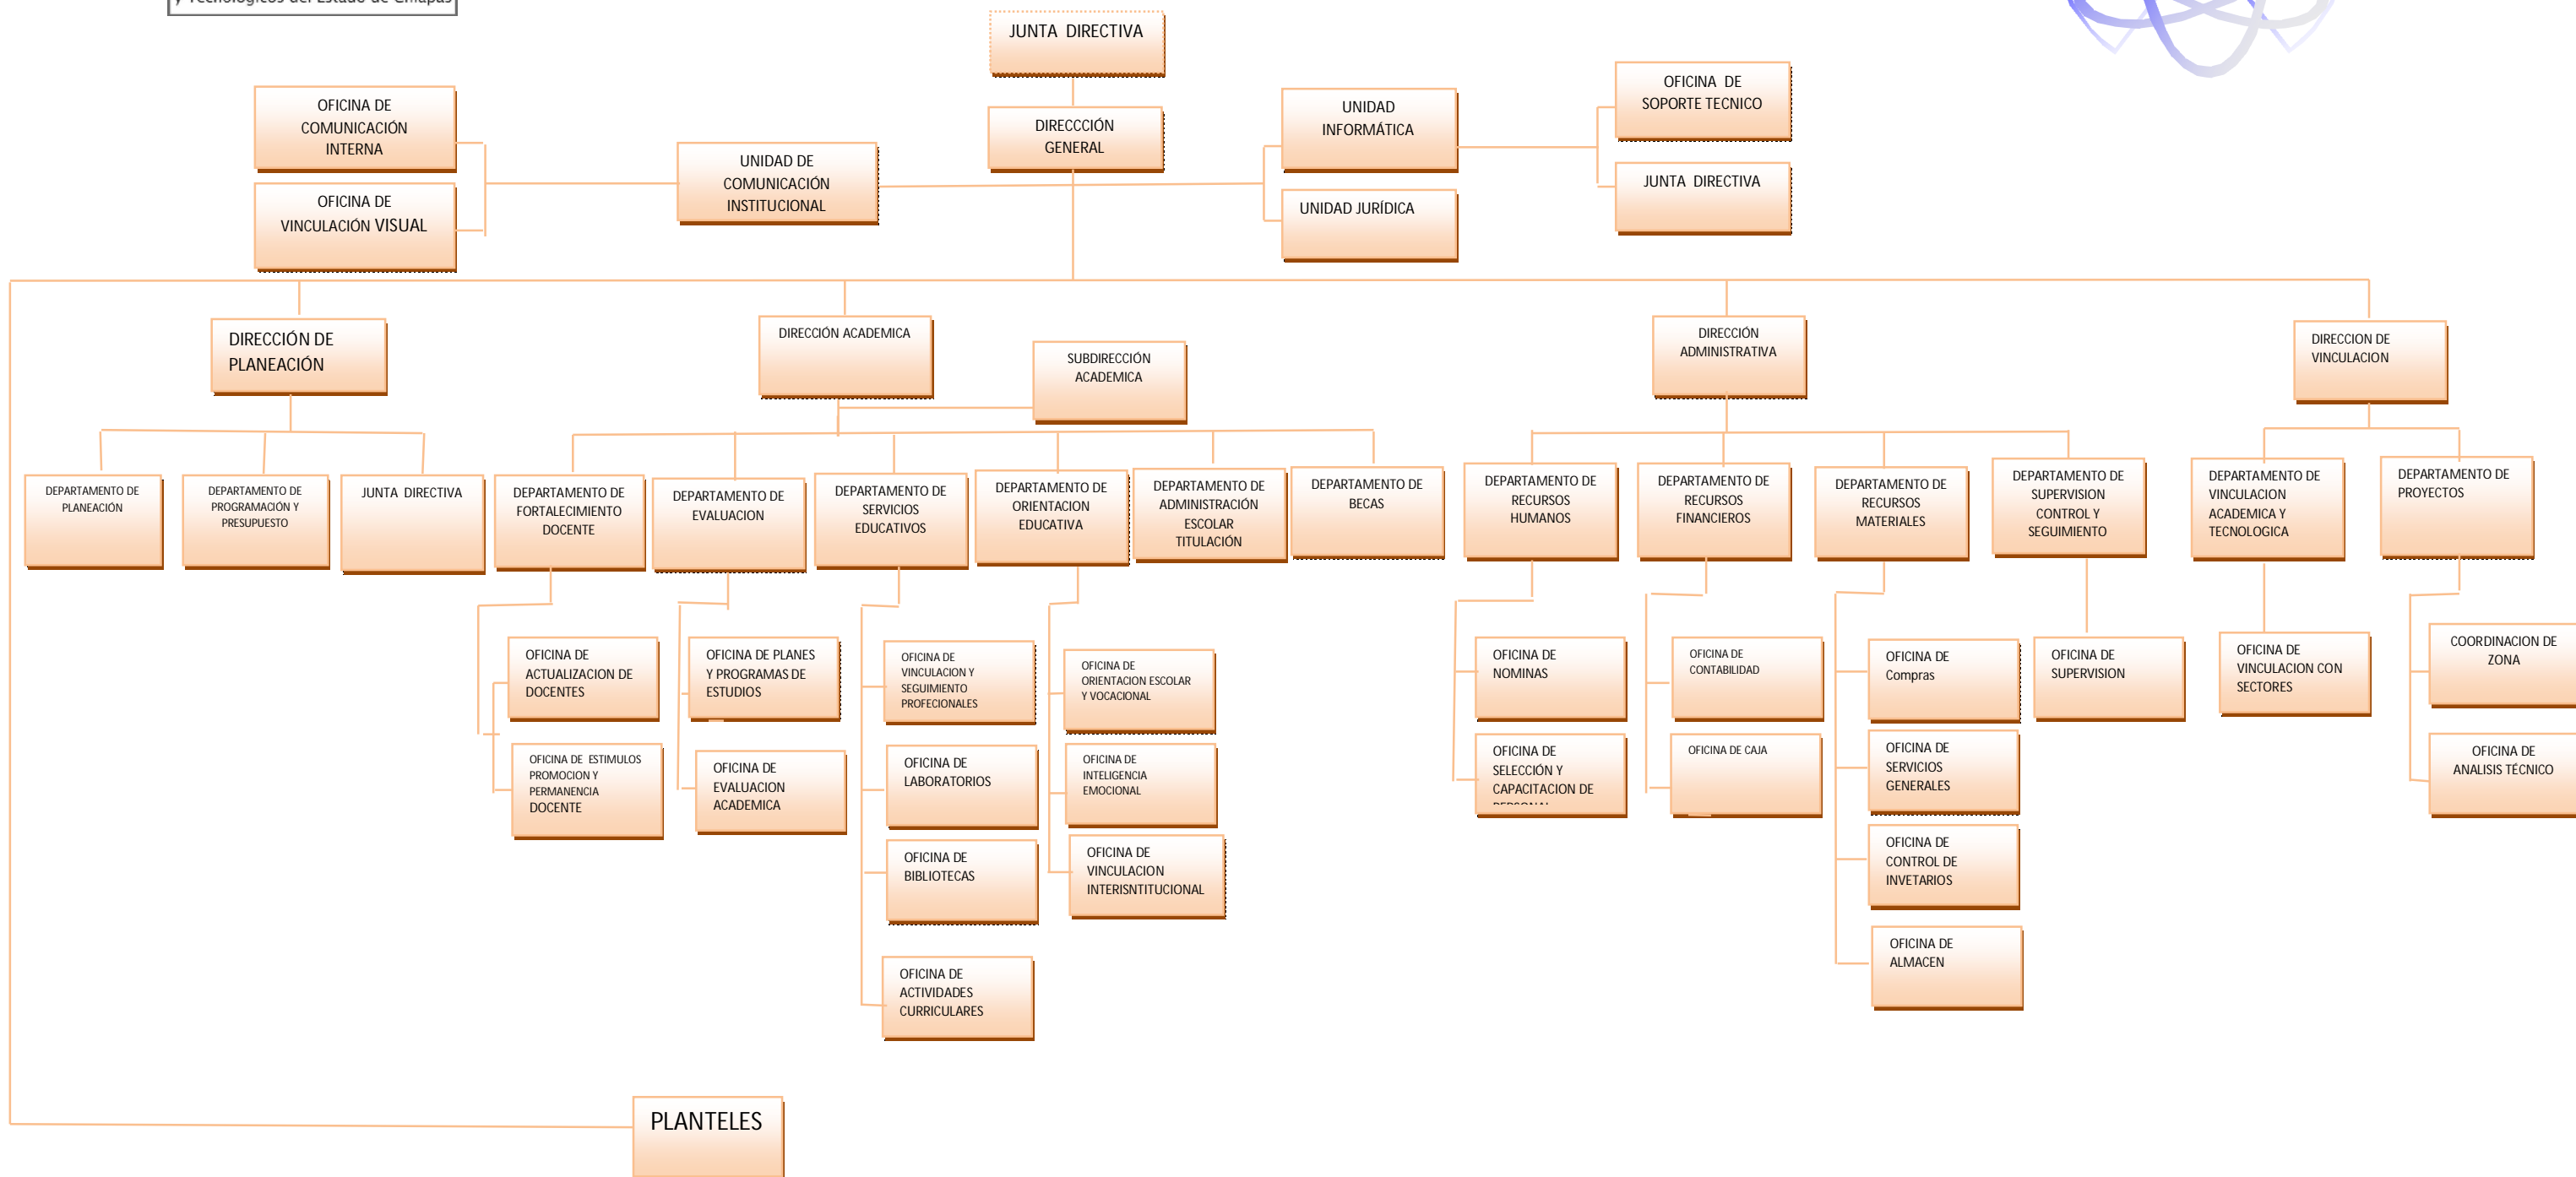 y Tecnológicos del Estado de Chiapas
JUNTA DIRECTIVA
OFICINA DE
COMUNICACIÓN
INTERNA
UNIDAD DE
COMUNICACIÓN
INSTITUCIONAL
DIRECCCIÓN
GENERAL
UNIDAD
INFORMÁTICA
OFICINA DE
SOPORTE TECNICO
OFICINA DE
VINCULACIÓN VISUAL
UNIDAD JURÍDICA
JUNTA DIRECTIVA
DIRECCIÓN DE
PLANEACIÓN
DIRECCIÓN ACADEMICA
SUBDIRECCIÓN
ACADEMICA
DIRECCIÓN
ADMINISTRATIVA
DIRECCION DE
VINCULACION
DEPARTAMENTO DE
PLANEACIÓN
DEPARTAMENTO DE
PROGRAMACIÓN Y
PRESUPUESTO
JUNTA DIRECTIVA
DEPARTAMENTO DE
FORTALECIMIENTO
DOCENTE
DEPARTAMENTO DE
EVALUACION
DEPARTAMENTO DE
SERVICIOS
EDUCATIVOS
DEPARTAMENTO DE
ORIENTACION
EDUCATIVA
DEPARTAMENTO DE
ADMINISTRACIÓN
ESCOLAR
TITULACIÓN
DEPARTAMENTO DE
BECAS
DEPARTAMENTO DE
RECURSOS
HUMANOS
DEPARTAMENTO DE
RECURSOS
FINANCIEROS
DEPARTAMENTO DE
RECURSOS
MATERIALES
DEPARTAMENTO DE
SUPERVISION
CONTROL Y
SEGUIMIENTO
DEPARTAMENTO DE
VINCULACION
ACADEMICA Y
TECNOLOGICA
DEPARTAMENTO DE
PROYECTOS
OFICINA DE
ACTUALIZACION DE
DOCENTES
OFICINA DE PLANES
Y PROGRAMAS DE
ESTUDIOS
OFICINA DE
VINCULACION Y
SEGUIMIENTO
PROFECIONALES
OFICINA DE
ORIENTACION ESCOLAR
Y VOCACIONAL
OFICINA DE
NOMINAS
OFICINA DE
CONTABILIDAD
OFICINA DE
Compras
OFICINA DE
SUPERVISION
OFICINA DE
VINCULACION CON
SECTORES
COORDINACION DE
ZONA
OFICINA DE ESTIMULOS
PROMOCION Y
PERMANENCIA
DOCENTE
OFICINA DE
EVALUACION
ACADEMICA
OFICINA DE
LABORATORIOS
OFICINA DE
INTELIGENCIA
EMOCIONAL
OFICINA DE
SELECCIÓN Y
CAPACITACION DE
PERSONAL
OFICINA DE CAJA
OFICINA DE
SERVICIOS
GENERALES
OFICINA DE
ANALISIS TÉCNICO
OFICINA DE
BIBLIOTECAS
OFICINA DE
VINCULACION
INTERISNTITUCIONAL
OFICINA DE
CONTROL DE
INVETARIOS
OFICINA DE
ACTIVIDADES
CURRICULARES
OFICINA DE
ALMACEN
PLANTELES